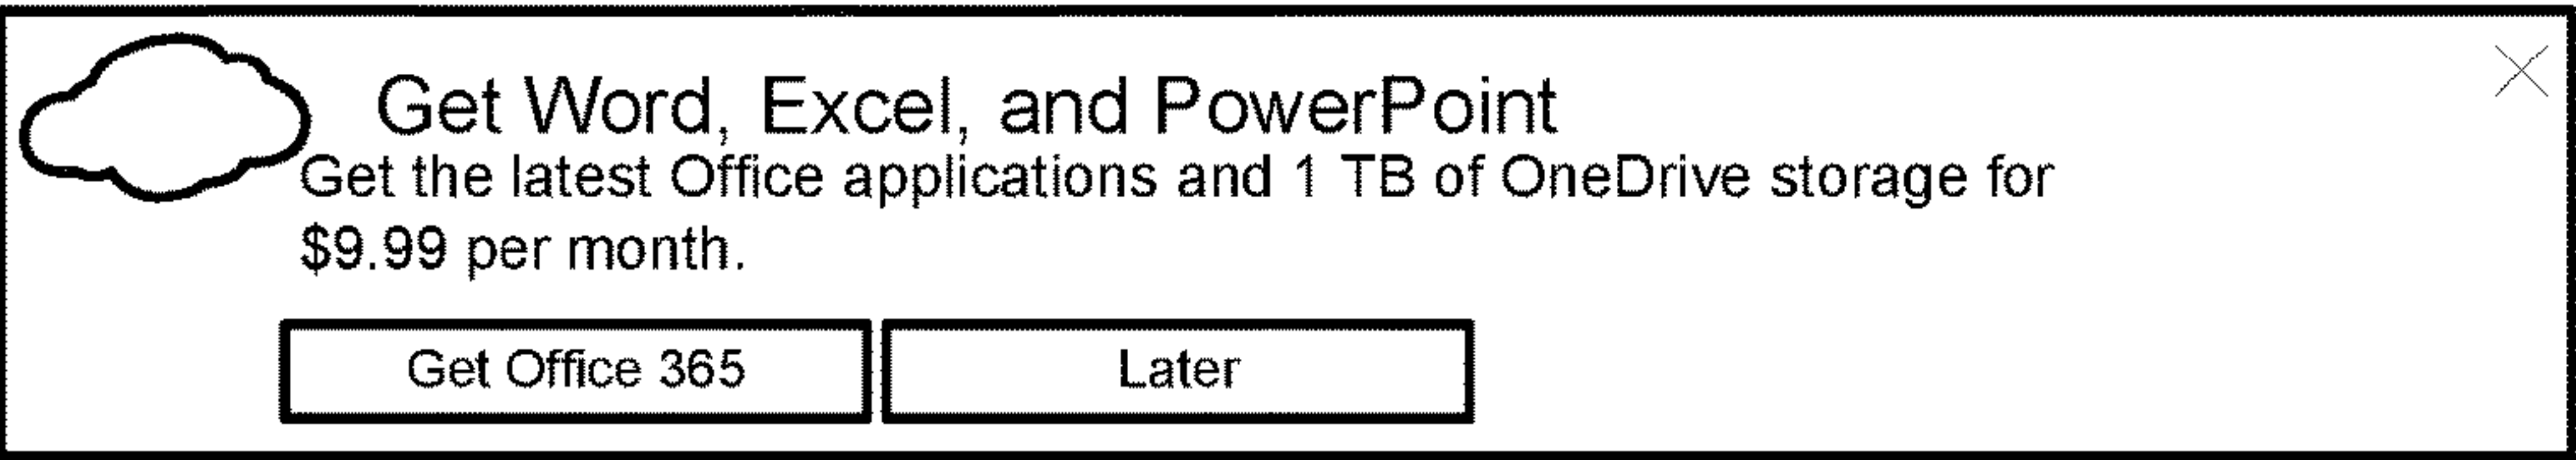 Get Word, Excel, and PowerPoint
Get the latest Office applications and 1 TB of OneDrive storage for
$9.99 per month.
Get Office 365
Later